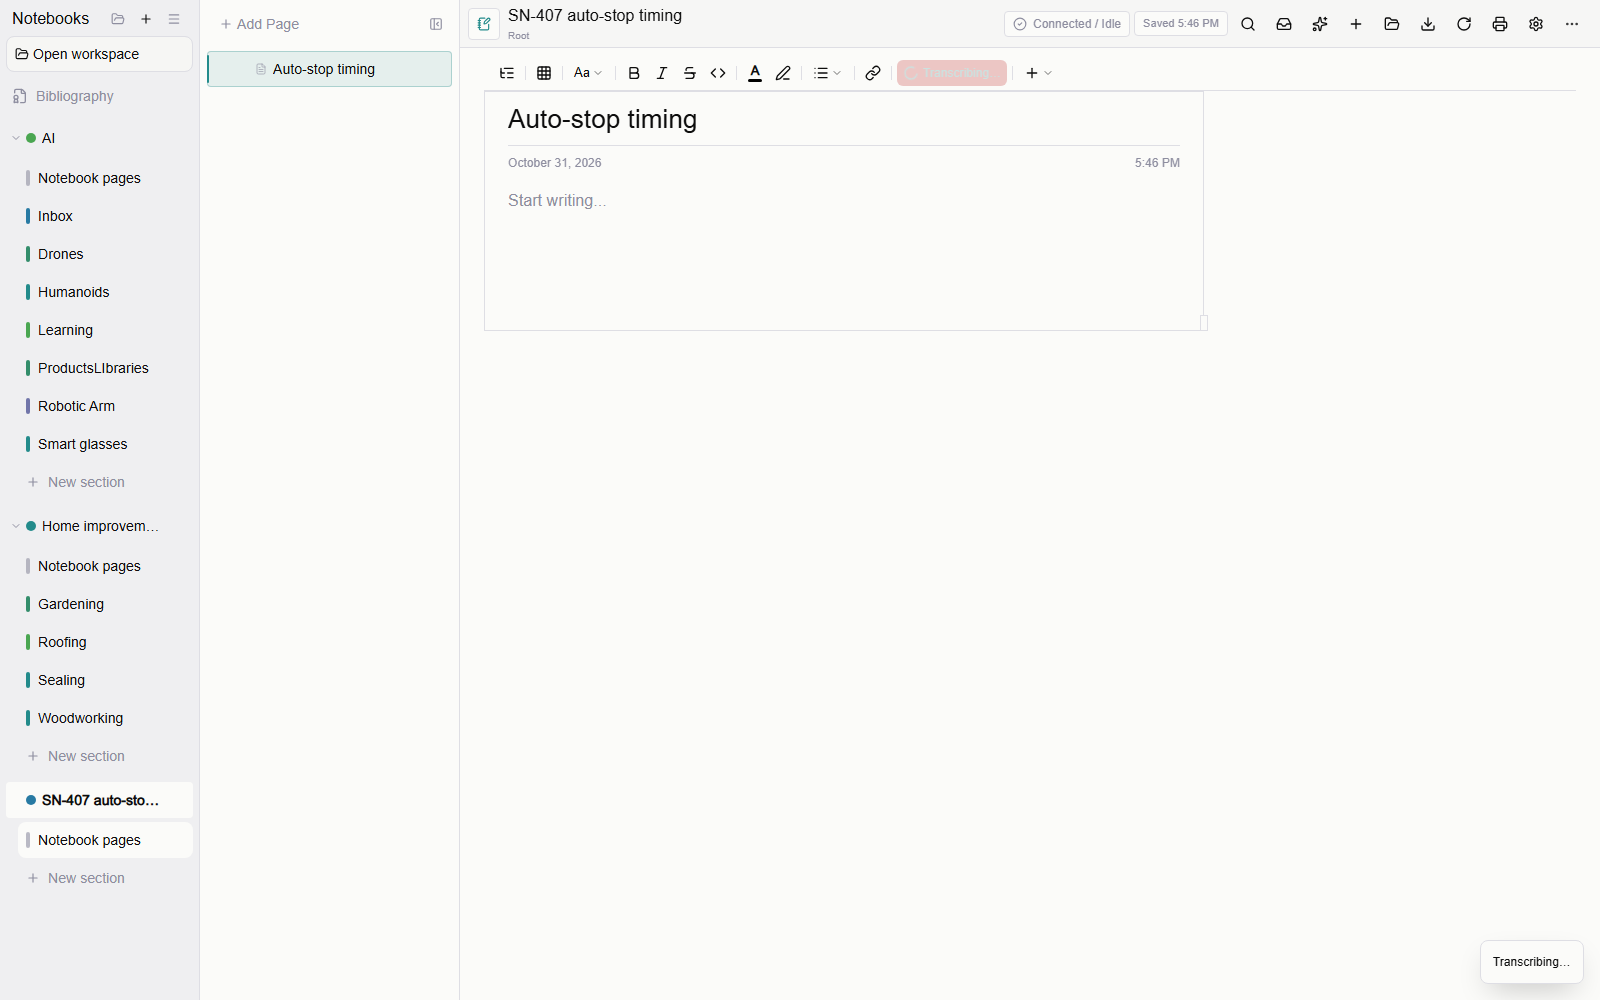 Notebooks
Open workspace
Bibliography
AI
Notebook pages
Inbox
Drones
Humanoids
Learning
ProductsLIbraries
Robotic Arm
Smart glasses
New section
Home improvem…
Notebook pages
Gardening
Roofing
Sealing
Woodworking
New section
SN-407 auto-sto…
Notebook pages
New section
Add Page
Auto-stop timing
SN-407 auto-stop timing
Root
Connected / Idle
Saved 5:46 PM
Aa
B
I
S
A
Transcribing…
Auto-stop timing
October 31, 2026
5:46 PM
Start writing...
Transcribing…